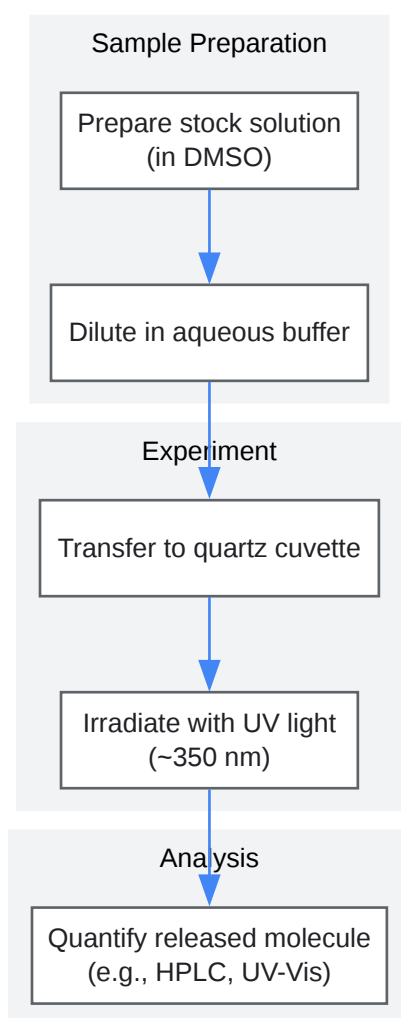 Sample Preparation
Prepare stock solution
(in DMSO)
Dilute in aqueous buffer
Experiment
Transfer to quartz cuvette
Irradiate with UV light
(~350 nm)
Analysis
Quantify released molecule
(e.g., HPLC, UV-Vis)